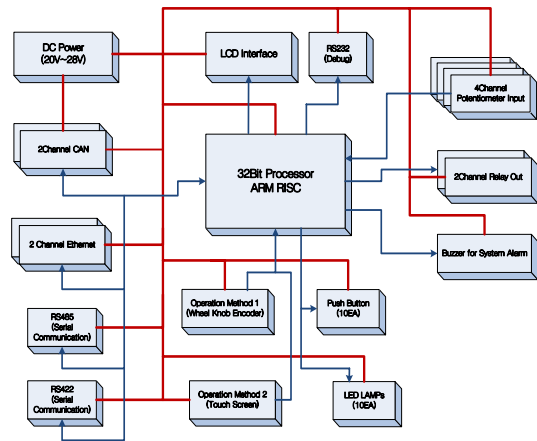 DC Power
(20V~28V)
LCD Interface
RS232
(Debug)
4Channel
Potentiometer Input
2Channel CAN
32Bit Processor
ARM RISC
2Channel Relay Out
2 Channel Ethernet
Buzzer for System Alarm
RS485
(Serial
Communication)
Operation Method 1
(Wheel Knob Encoder)
Push Button
(10EA)
RS422
(Serial
Communication)
Operation Method 2
(Touch Screen)
LED LAMPs
(10EA)